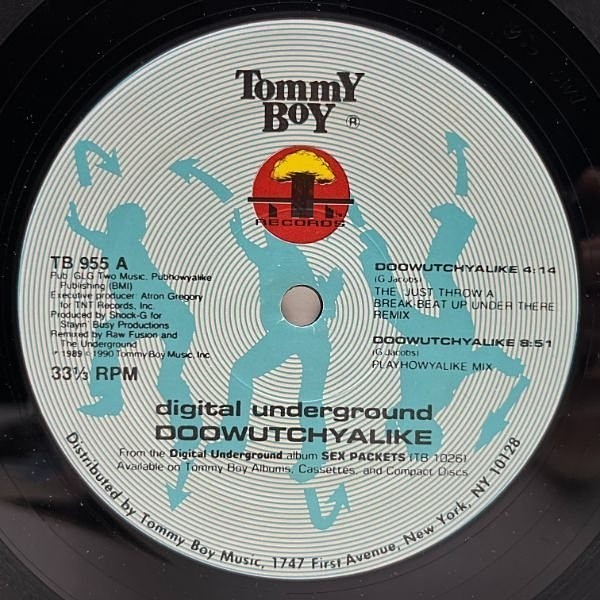 Tommy
Boy ®
TNT
RECORDS
TB 955 A
Pub. GLG Two Music, Pubhowyalike
Publishing (BMI)
Executive producer: Atron Gregory
for TNT Records, Inc.
Produced by Shock-G for
Stayin' Busy Productions
Remixed by Raw Fusion and
The Underground
℗ 1989 © 1990 Tommy Boy Music, Inc.
33⅓ RPM
DOOWUTCHYALIKE 4:14
(G Jacobs)
THE JUST THROW A
BREAK-BEAT UP UNDER THERE
REMIX
DOOWUTCHYALIKE 8:51
(G Jacobs)
PLAYHOWYALIKE MIX
digital underground
DOOWUTCHYALIKE
From the Digital Underground album SEX PACKETS (TB 1026)
Available on Tommy Boy Albums, Cassettes, and Compact Discs.
Distributed by Tommy Boy Music, 1747 First Avenue, New York, NY 10128